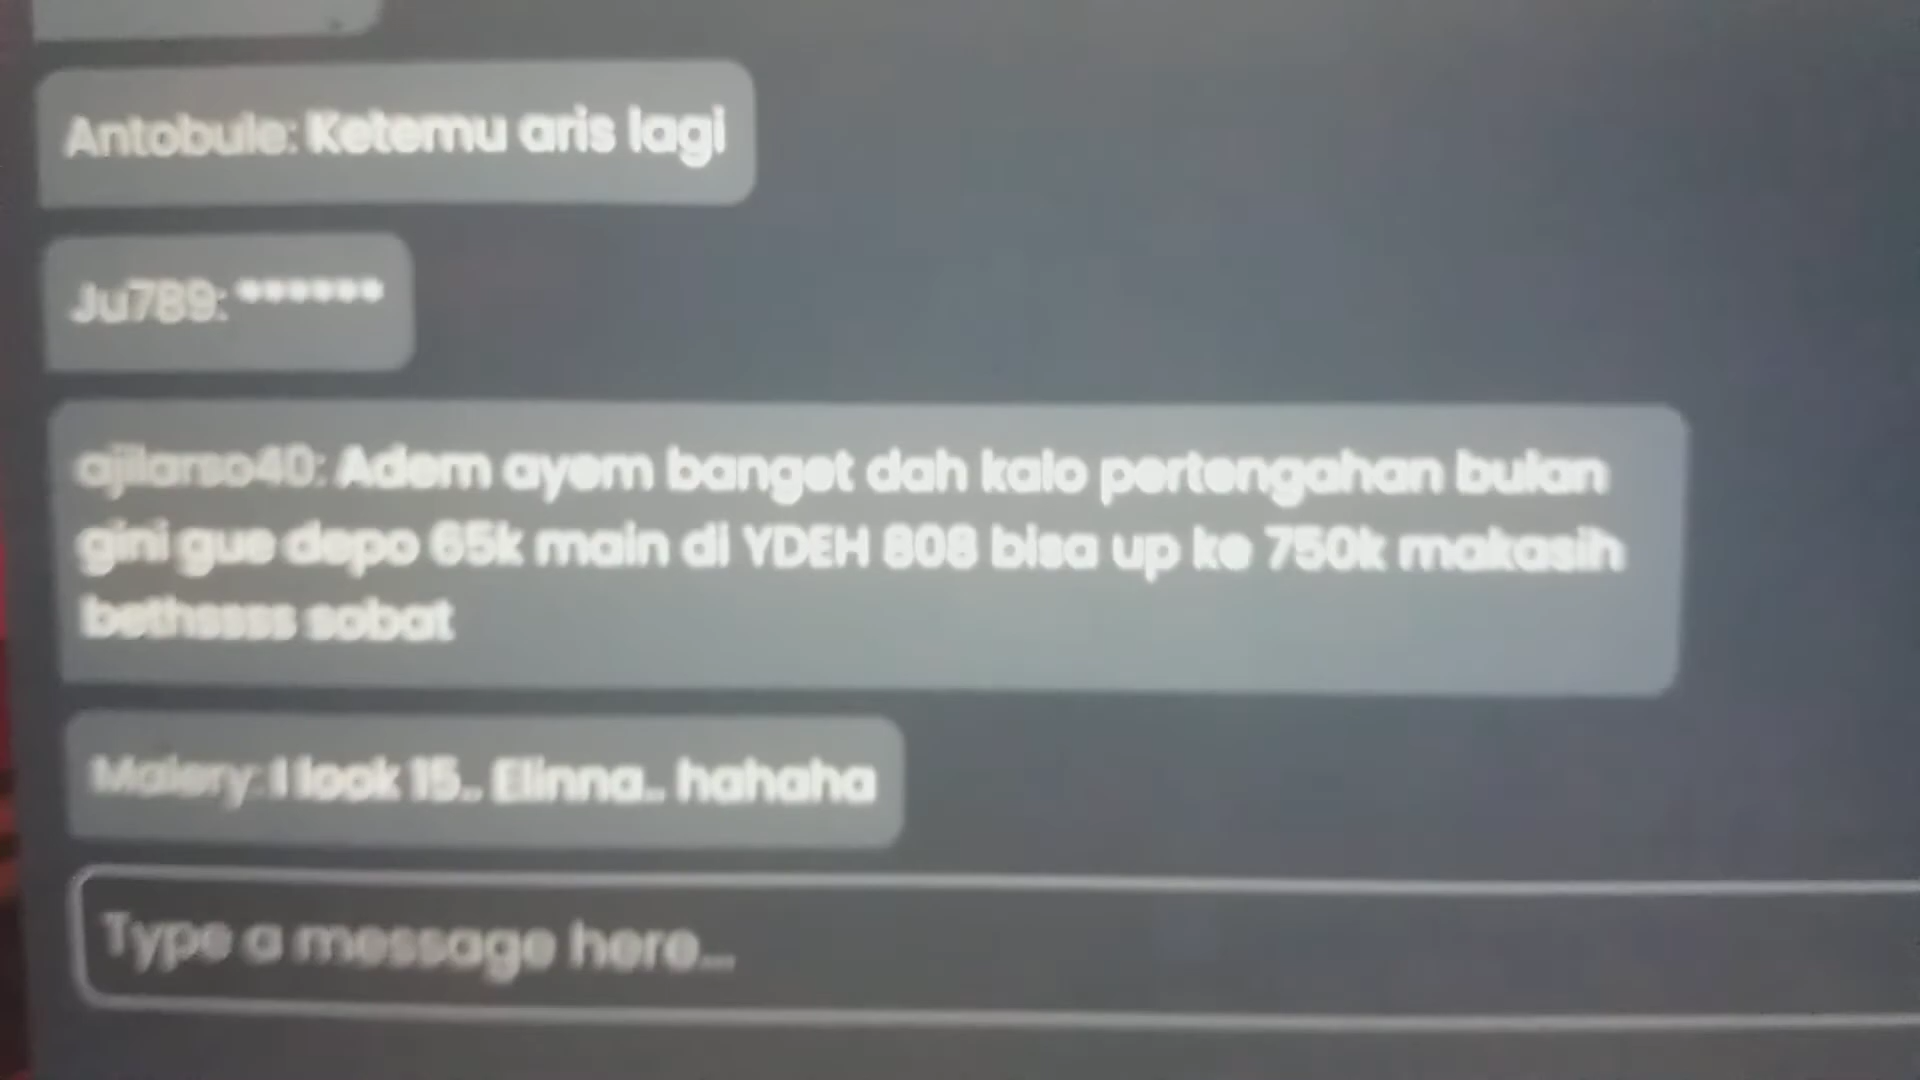 Antobule: Ketemu aris lagi
Ju789: ******
ajilarso40: Adem ayem banget dah kalo pertengahan bulan
gini gue depo 65k main di YDEH 808 bisa up ke 750k makasih
bethssss sobat
Malery: I look 15.. Elinna.. hahaha
Type a message here...